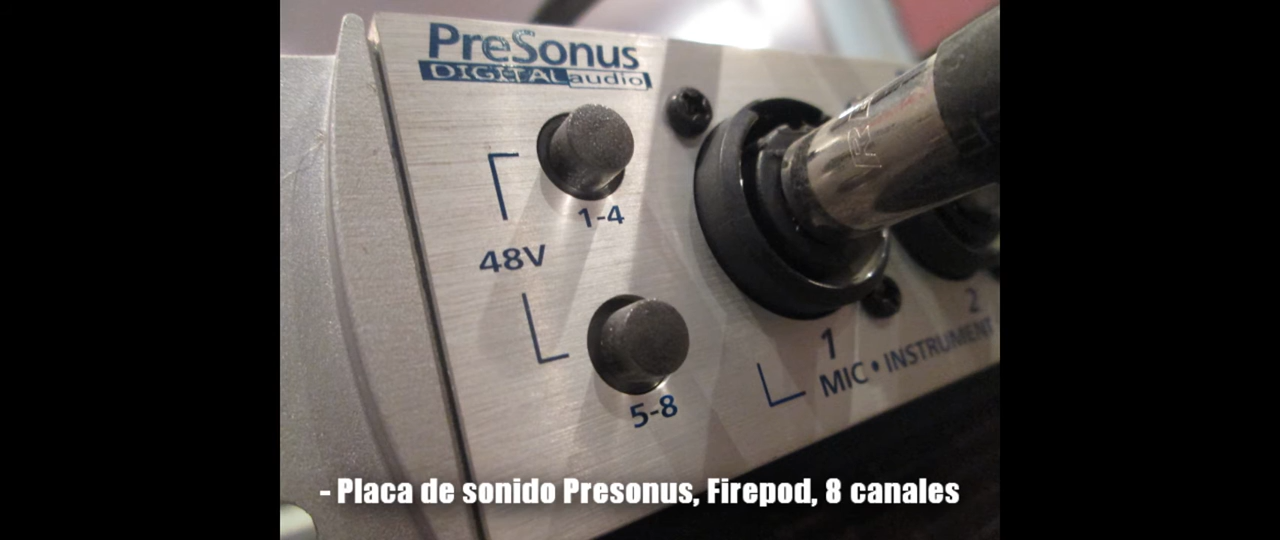 PreSonus
DIGITAL audio
1-4
48V
5-8
1
2
MIC • INSTRUMENT
- Placa de sonido Presonus, Firepod, 8 canales